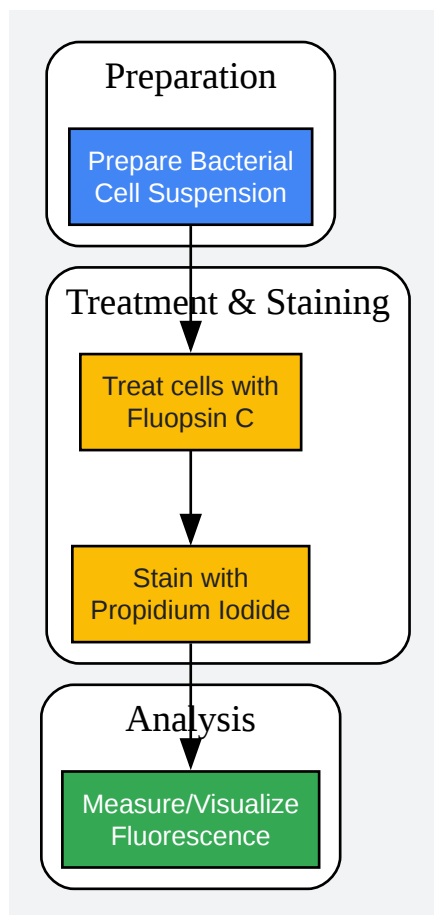 Preparation
Prepare Bacterial
Cell Suspension
Treatment & Staining
Treat cells with
Fluopsin C
Stain with
Propidium Iodide
Analysis
Measure/Visualize
Fluorescence